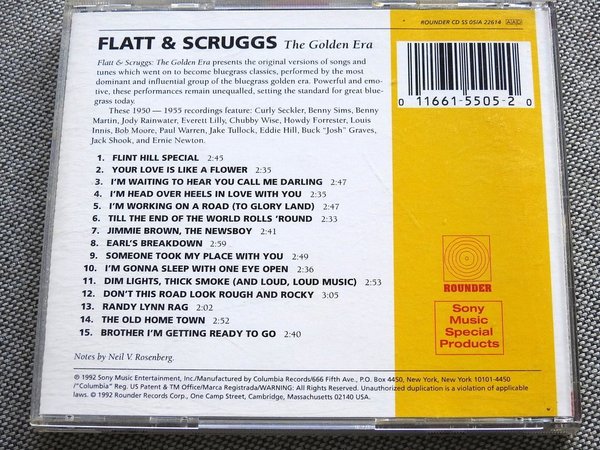 ROUNDER CD SS 05/A 22614 AAD
FLATT & SCRUGGS The Golden Era
Flatt & Scruggs: The Golden Era presents the original versions of songs and
tunes which went on to become bluegrass classics, performed by the most
dominant and influential group of the bluegrass golden era. Powerful and emo-
tive, these performances remain unequalled, setting the standard for great blue-
grass today.
These 1950 — 1955 recordings feature: Curly Seckler, Benny Sims, Benny
Martin, Jody Rainwater, Everett Lilly, Chubby Wise, Howdy Forrester, Louis
Innis, Bob Moore, Paul Warren, Jake Tullock, Eddie Hill, Buck "Josh" Graves,
Jack Shook, and Ernie Newton.
0 11661-5505-2 0
1. FLINT HILL SPECIAL 2:45
2. YOUR LOVE IS LIKE A FLOWER 2:35
3. I'M WAITING TO HEAR YOU CALL ME DARLING 2:47
4. I'M HEAD OVER HEELS IN LOVE WITH YOU 2:35
5. I'M WORKING ON A ROAD (TO GLORY LAND) 2:47
6. TILL THE END OF THE WORLD ROLLS 'ROUND 2:33
7. JIMMIE BROWN, THE NEWSBOY 2:41
8. EARL'S BREAKDOWN 2:59
9. SOMEONE TOOK MY PLACE WITH YOU 2:49
10. I'M GONNA SLEEP WITH ONE EYE OPEN 2:36
11. DIM LIGHTS, THICK SMOKE (AND LOUD, LOUD MUSIC) 2:53
12. DON'T THIS ROAD LOOK ROUGH AND ROCKY 3:05
13. RANDY LYNN RAG 2:02
14. THE OLD HOME TOWN 2:52
15. BROTHER I'M GETTING READY TO GO 2:40
ROUNDER
Sony
Music
Special
Products
Notes by Neil V. Rosenberg.
℗ 1992 Sony Music Entertainment, Inc./Manufactured by Columbia Records/666 Fifth Ave., P.O. Box 4450, New York, New York 10101-4450
/"Columbia" Reg. US Patent & TM Office/Marca Registrada/WARNING: All Rights Reserved. Unauthorized duplication is a violation of applicable
laws. © 1992 Rounder Records Corp., One Camp Street, Cambridge, Massachusetts 02140 USA.